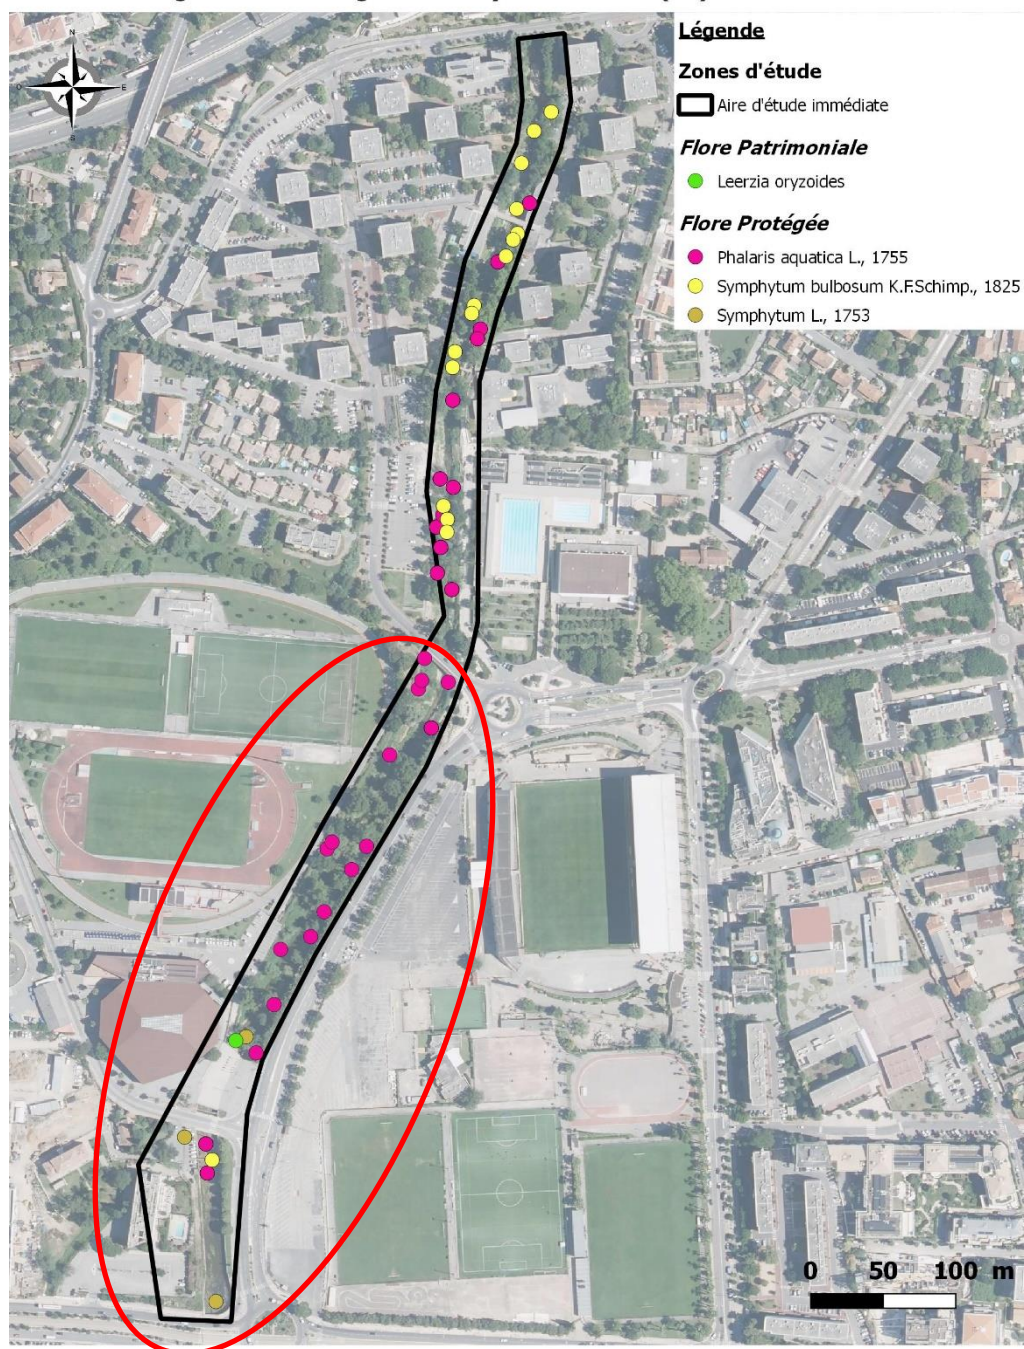 Légende
Zones d'étude
Aire d'étude immédiate
Flore Patrimoniale
Leerzia oryzoides
Flore Protégée
Phalaris aquatica L., 1755
Symphytum bulbosum K.F.Schimp., 1825
Symphytum L., 1753
N
O
E
S
0 50 100 m